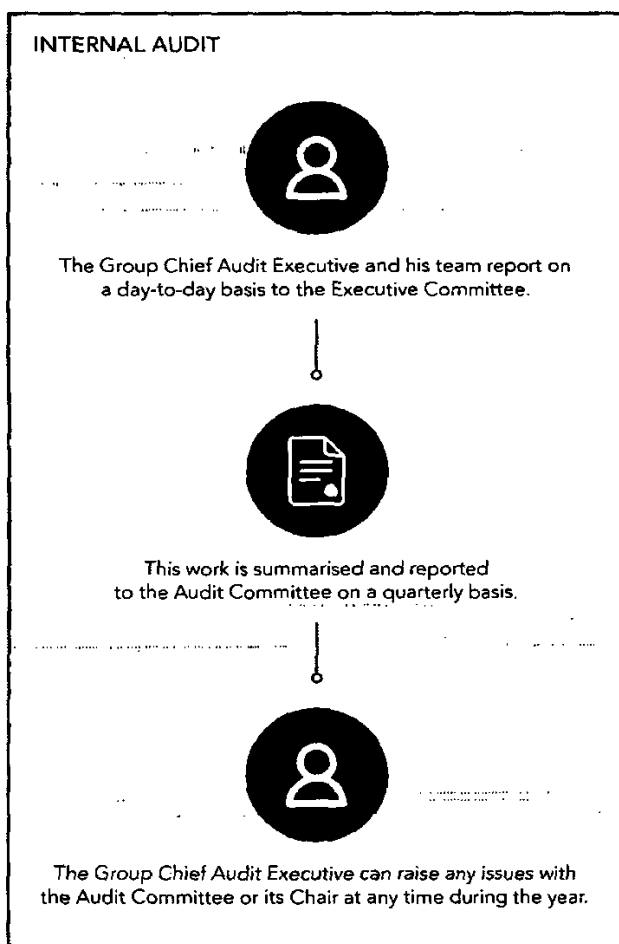 INTERNAL AUDIT
The Group Chief Audit Executive and his team report on
a day-to-day basis to the Executive Committee.
This work is summarised and reported
to the Audit Committee on a quarterly basis.
The Group Chief Audit Executive can raise any issues with
the Audit Committee or its Chair at any time during the year.